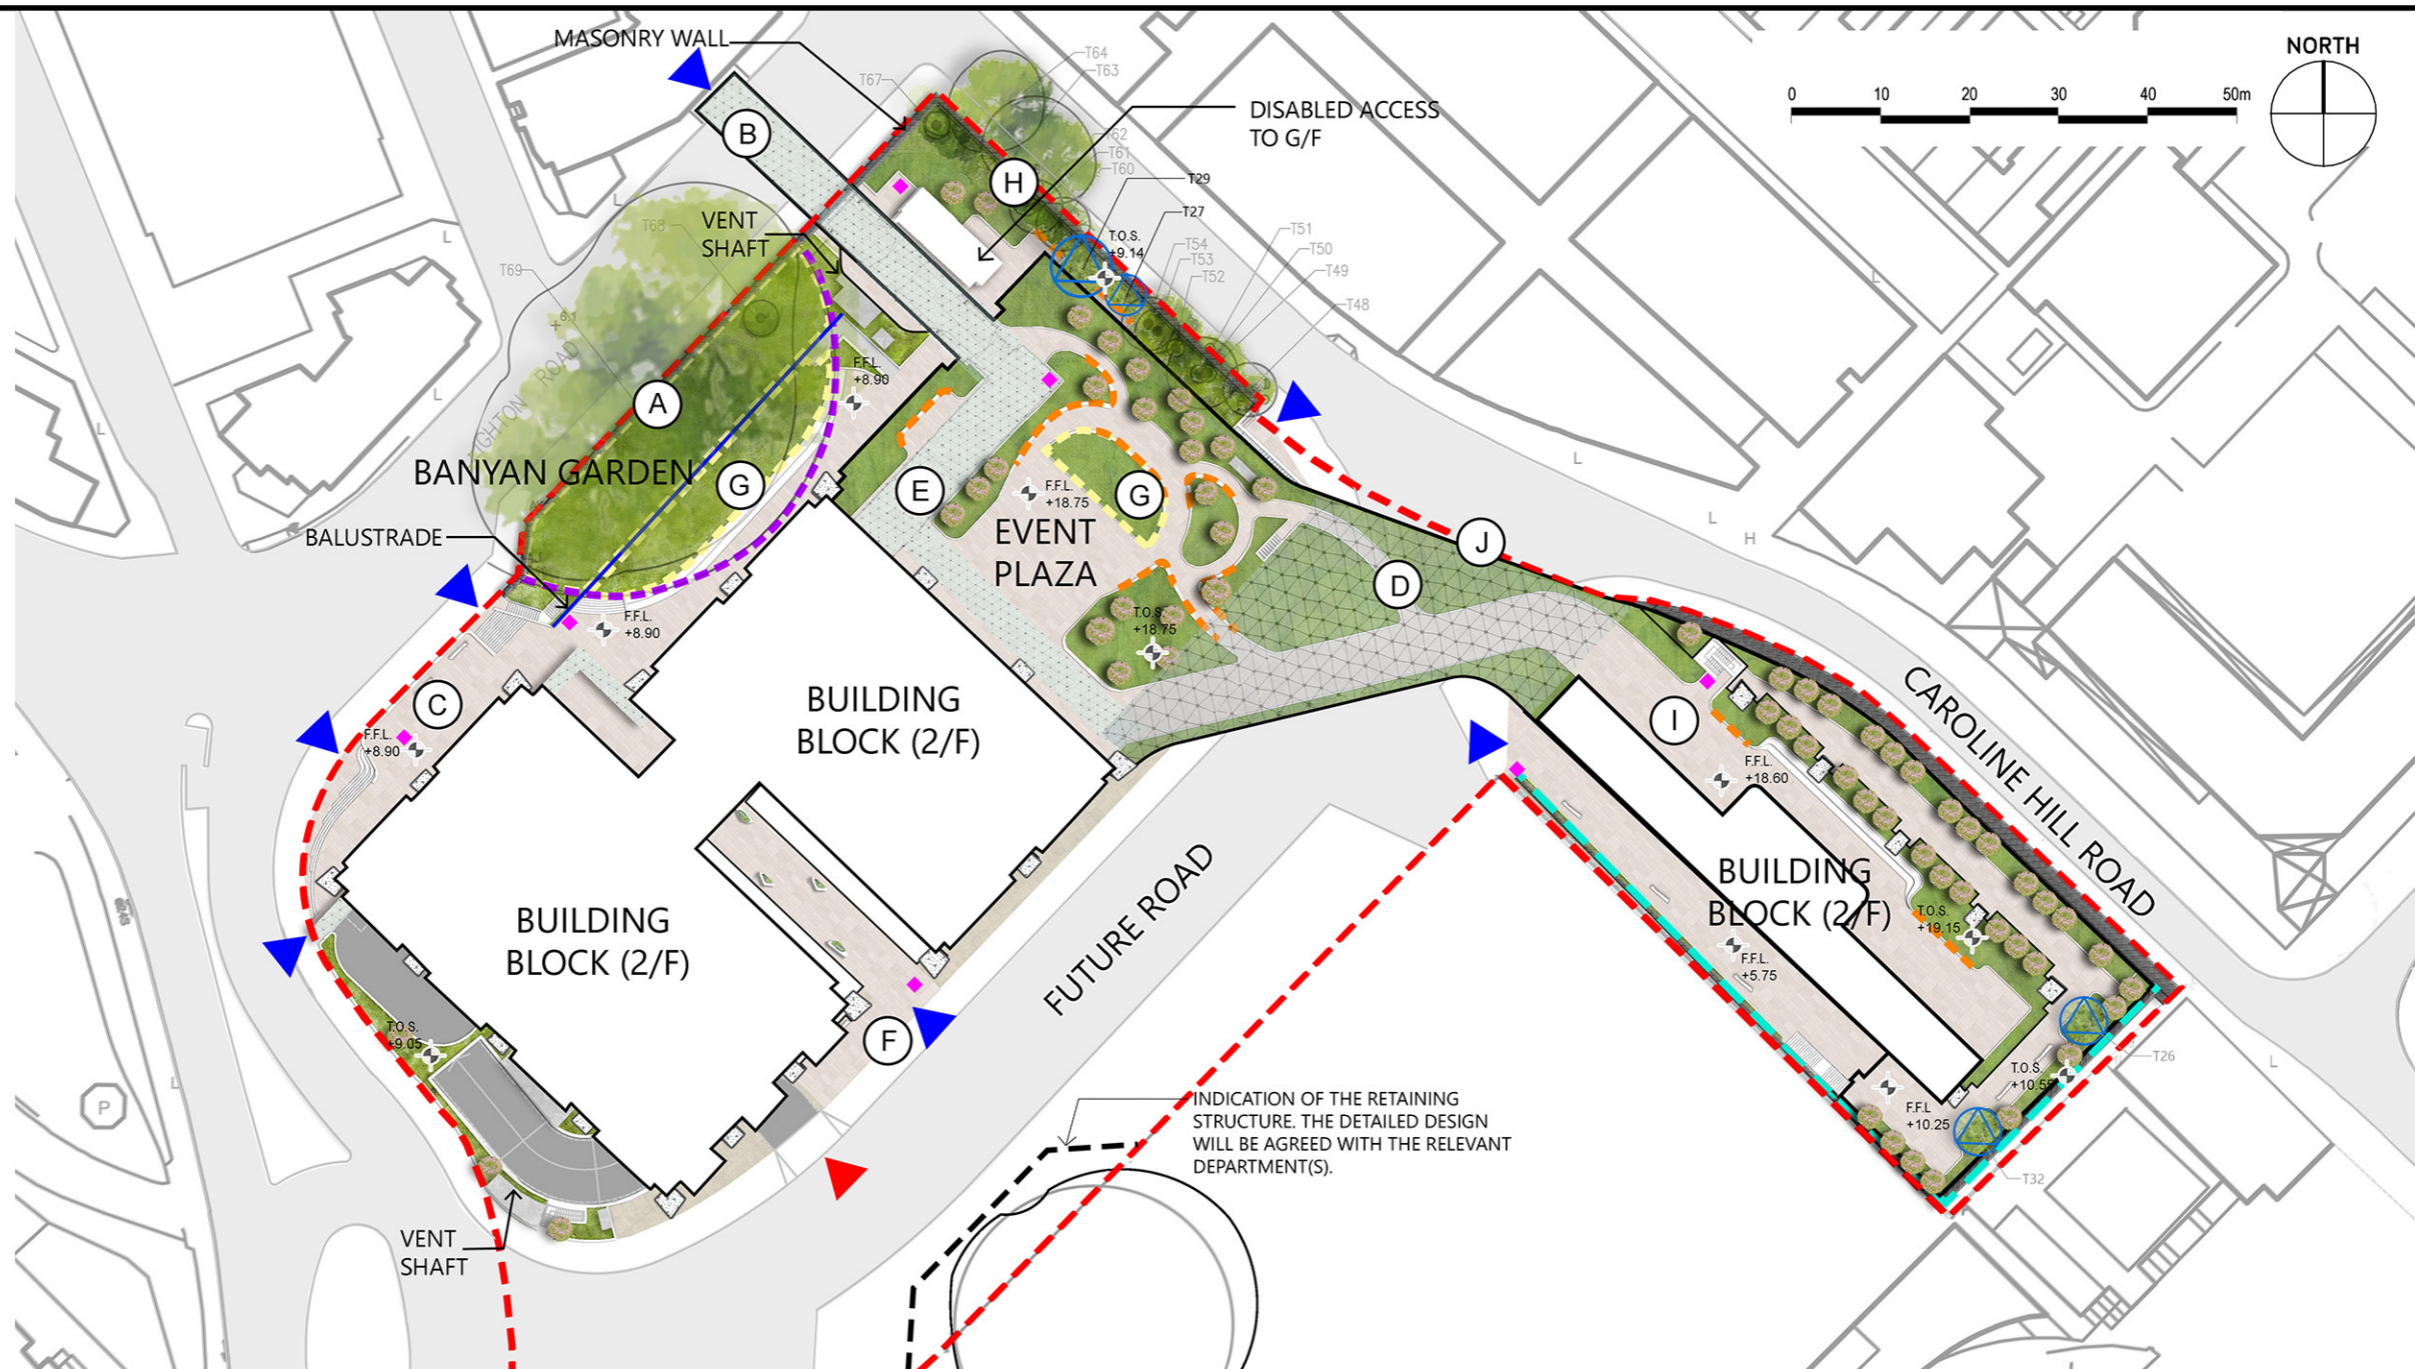 MASONRY WALL
NORTH
0 10 20 30 40 50m
DISABLED ACCESS
TO G/F
T67
T64
T63
T62
T61
T60
T29
T27
T54
T53
T52
T51
T50
T49
T48
T68
T69
B
H
VENT
SHAFT
T.O.S.
+9.14
6.1
A
F.F.L.
+8.90
BANYAN GARDEN
G
E
F.F.L.
+18.75
G
EVENT
PLAZA
BALUSTRADE
J
D
F.F.L.
+8.90
T.O.S.
+18.75
C
F.F.L.
+8.90
BUILDING
BLOCK (2/F)
I
F.F.L.
+18.60
CAROLINE HILL ROAD
BUILDING
BLOCK (2/F)
T.O.S.
+19.15
F.F.L.
+5.75
BUILDING
BLOCK (2/F)
FUTURE ROAD
T.O.S.
+9.05
F
T.O.S.
+10.55
T26
F.F.L
+10.25
T32
INDICATION OF THE RETAINING
STRUCTURE. THE DETAILED DESIGN
WILL BE AGREED WITH THE RELEVANT
DEPARTMENT(S).
VENT
SHAFT
P
L
L
L
L
L
H
L
L
L
L